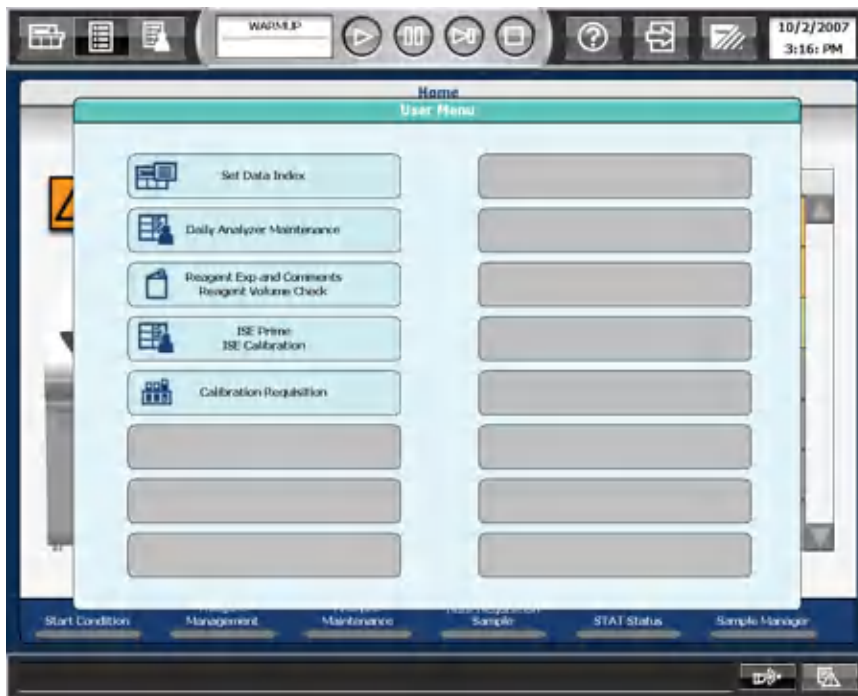 WARMUP
10/2/2007
3:16: PM
Home
User Menu
Set Data Index
Daily Analyzer Maintenance
Reagent Exp and Comments
Reagent Volume Check
ISE Prime
ISE Calibration
Calibration Requisition
Start Condition
Management
Maintenance
Sample
STAT Status
Sample Manager